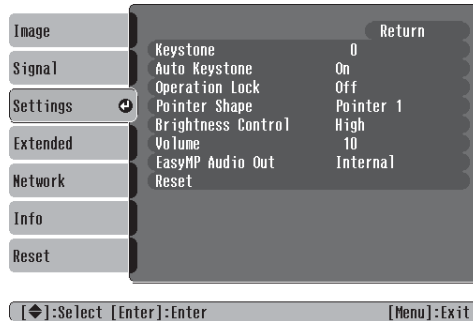 Image
Signal
Settings
Extended
Network
Info
Reset
Return
Keystone 0
Auto Keystone On
Operation Lock Off
Pointer Shape Pointer 1
Brightness Control High
Volume 10
EasyMP Audio Out Internal
Reset
[◆]:Select [Enter]:Enter [Menu]:Exit